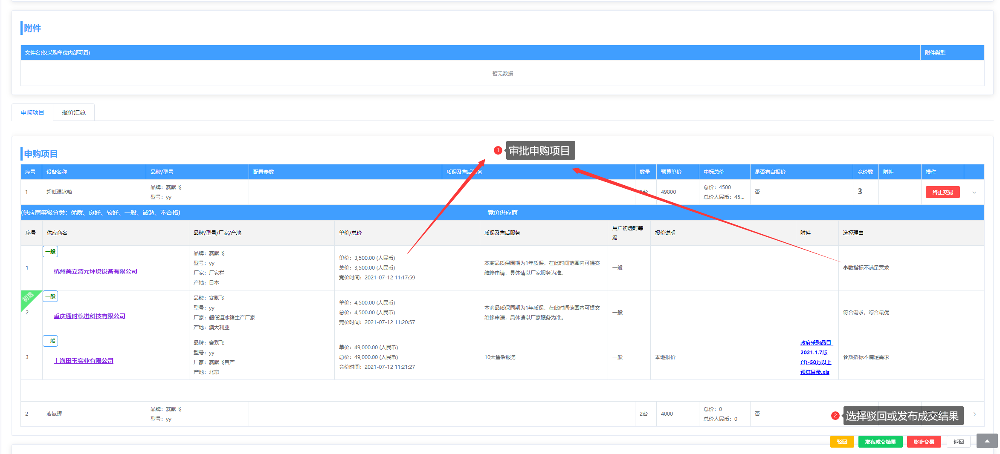 附件
文件名(仅采购单位内部可看) 附件类型
暂无数据
申购项目 报价汇总
1 审批申购项目
申购项目
序号 设备名称 品牌/型号 配置参数 质保及售后服务 数量 预算单价 中标总价 是否有自报价 竞价数 附件 操作
1 超低温冰箱 品牌：赛默飞 1台 49800 总价：4500 否 3 终止交易
型号：yy 总价人民币：45...
(供应商等级分类：优质、良好、较好、一般、诫勉、不合格) 竞价供应商
序号 供应商名 品牌/型号/厂家/产地 单价/总价 质保及售后服务 用户初选时等 报价说明 附件 选择理由
级
一般
1 杭州美立清元环境设备有限公司
品牌：赛默飞
型号：yy
厂家：厂家栏
产地：日本
单价：3,500.00 (人民币)
总价：3,500.00 (人民币)
竞价时间：2021-07-12 11:17:59
本商品质保周期为1年质保，在此时间范围内可提交
维修申请，具体请以厂家服务为准。
一般
参数指标不满足需求
初选
一般
2 重庆通时乾进科技有限公司
品牌：赛默飞
型号：yy
厂家：超低温冰箱生产厂家
产地：澳大利亚
单价：4,500.00 (人民币)
总价：4,500.00 (人民币)
竞价时间：2021-07-12 11:20:57
本商品质保周期为1年质保，在此时间范围内可提交
维修申请，具体请以厂家服务为准。
一般
符合需求，综合最优
一般
3 上海田玉实业有限公司
品牌：赛默飞
型号：yy
厂家：赛默飞自产
产地：北京
单价：49,000.00 (人民币)
总价：49,000.00 (人民币)
竞价时间：2021-07-12 11:21:27
10天售后服务
一般
本地报价
政府采购品目-
2021.1.7版
(1)-50万以上
预算目录.xls
参数指标不满足需求
2 液氮罐 品牌：赛默飞 2台 4000 总价：0 否
型号：yy 总价人民币：0
2 选择驳回或发布成交结果
驳回 发布成交结果 终止交易 返回